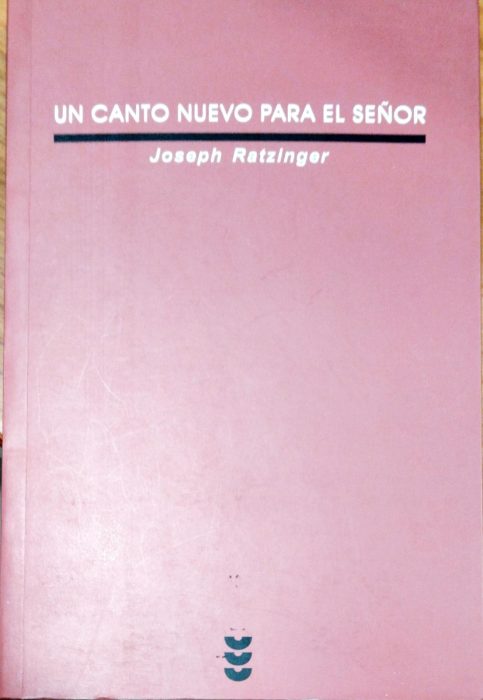 UN CANTO NUEVO PARA EL SEÑOR
Joseph Ratzinger